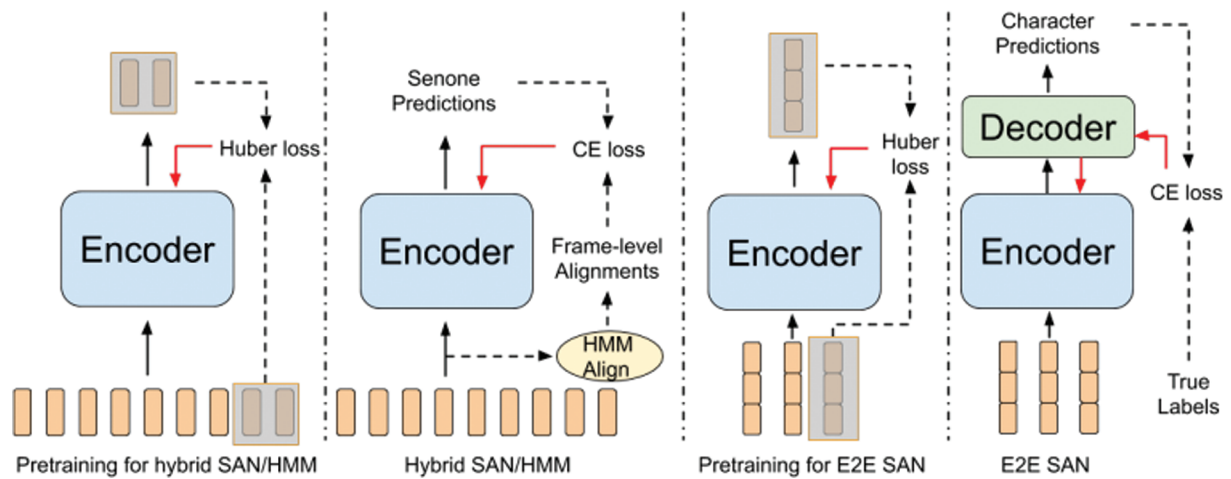 Huber loss
Encoder
Pretraining for hybrid SAN/HMM
Senone
Predictions
CE loss
Encoder
Frame-level
Alignments
HMM
Align
Hybrid SAN/HMM
Huber
loss
Encoder
Pretraining for E2E SAN
Character
Predictions
Decoder
CE loss
Encoder
True
Labels
E2E SAN